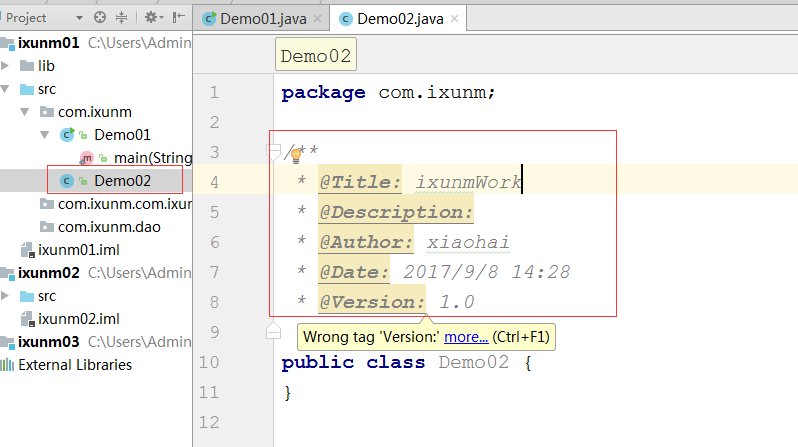 Project
Demo01.java ×
Demo02.java ×
ixunm01 C:\Users\Admin
lib
src
com.ixunm
Demo01
main(String
Demo02
com.ixunm.com.ixun
com.ixunm.dao
ixunm01.iml
ixunm02 C:\Users\Admin
src
ixunm02.iml
ixunm03 C:\Users\Admin
External Libraries
Demo02
1 package com.ixunm;
2
3 /**
4 * @Title: ixunmWork
5 * @Description:
6 * @Author: xiaohai
7 * @Date: 2017/9/8 14:28
8 * @Version: 1.0
9
Wrong tag 'Version:' more... (Ctrl+F1)
10 public class Demo02 {
11 }
12